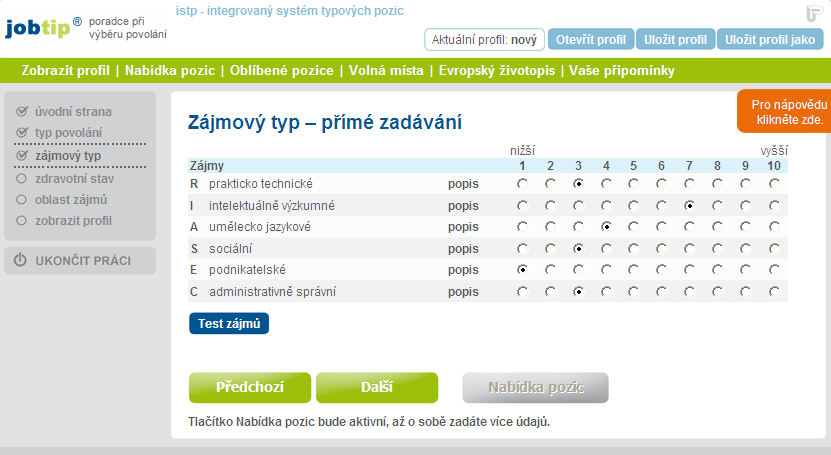 jobtip® poradce při
výběru povolání
istp - integrovaný systém typových pozic
Aktuální profil: nový Otevřít profil Uložit profil Uložit profil jako
Zobrazit profil | Nabídka pozic | Oblíbené pozice | Volná místa | Evropský životopis | Vaše připomínky
úvodní strana
typ povolání
zájmový typ
zdravotní stav
oblast zájmů
zobrazit profil
UKONČIT PRÁCI
Pro nápovědu
klikněte zde.
Zájmový typ – přímé zadávání
nižší vyšší
Zájmy 1 2 3 4 5 6 7 8 9 10
R prakticko technické popis
I intelektuálně výzkumné popis
A umělecko jazykové popis
S sociální popis
E podnikatelské popis
C administrativně správní popis
Test zájmů
Předchozí Další Nabídka pozic
Tlačítko Nabídka pozic bude aktivní, až o sobě zadáte více údajů.